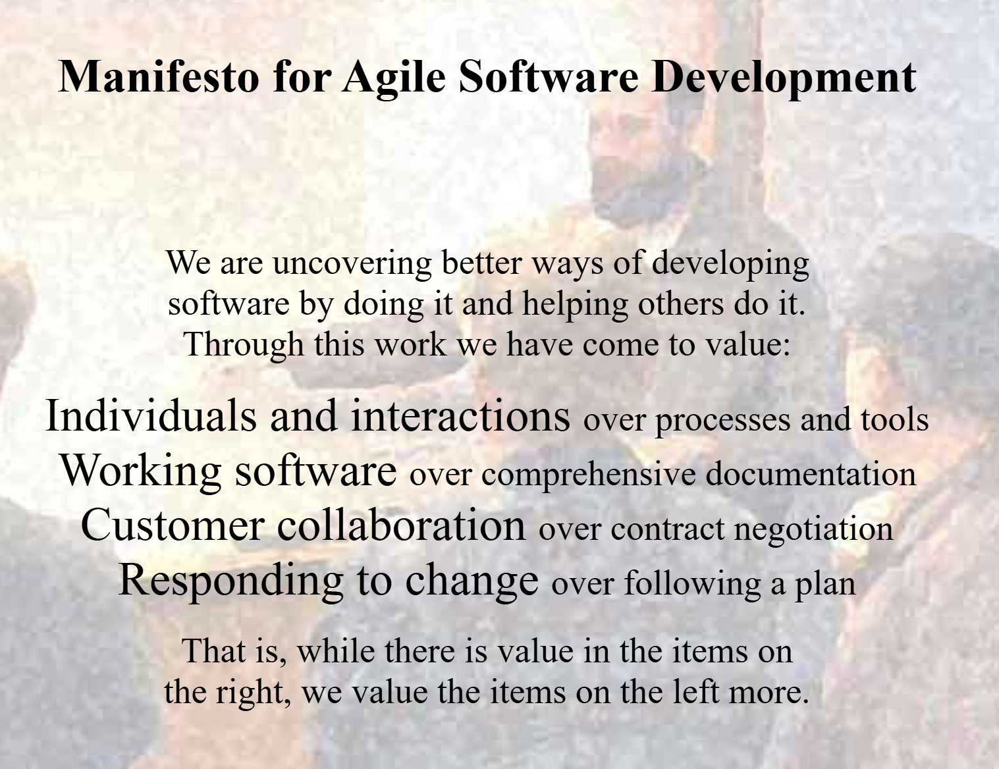 Manifesto for Agile Software Development
We are uncovering better ways of developing
software by doing it and helping others do it.
Through this work we have come to value:
Individuals and interactions over processes and tools
Working software over comprehensive documentation
Customer collaboration over contract negotiation
Responding to change over following a plan
That is, while there is value in the items on
the right, we value the items on the left more.